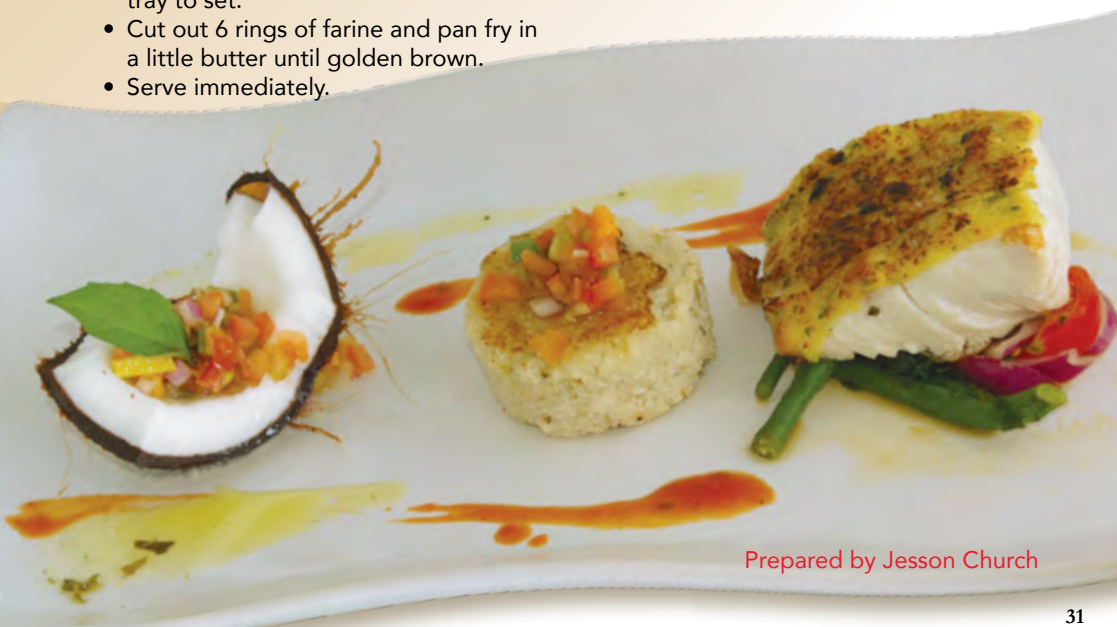 tray to set.
• Cut out 6 rings of farine and pan fry in
a little butter until golden brown.
• Serve immediately.
Prepared by Jesson Church
31